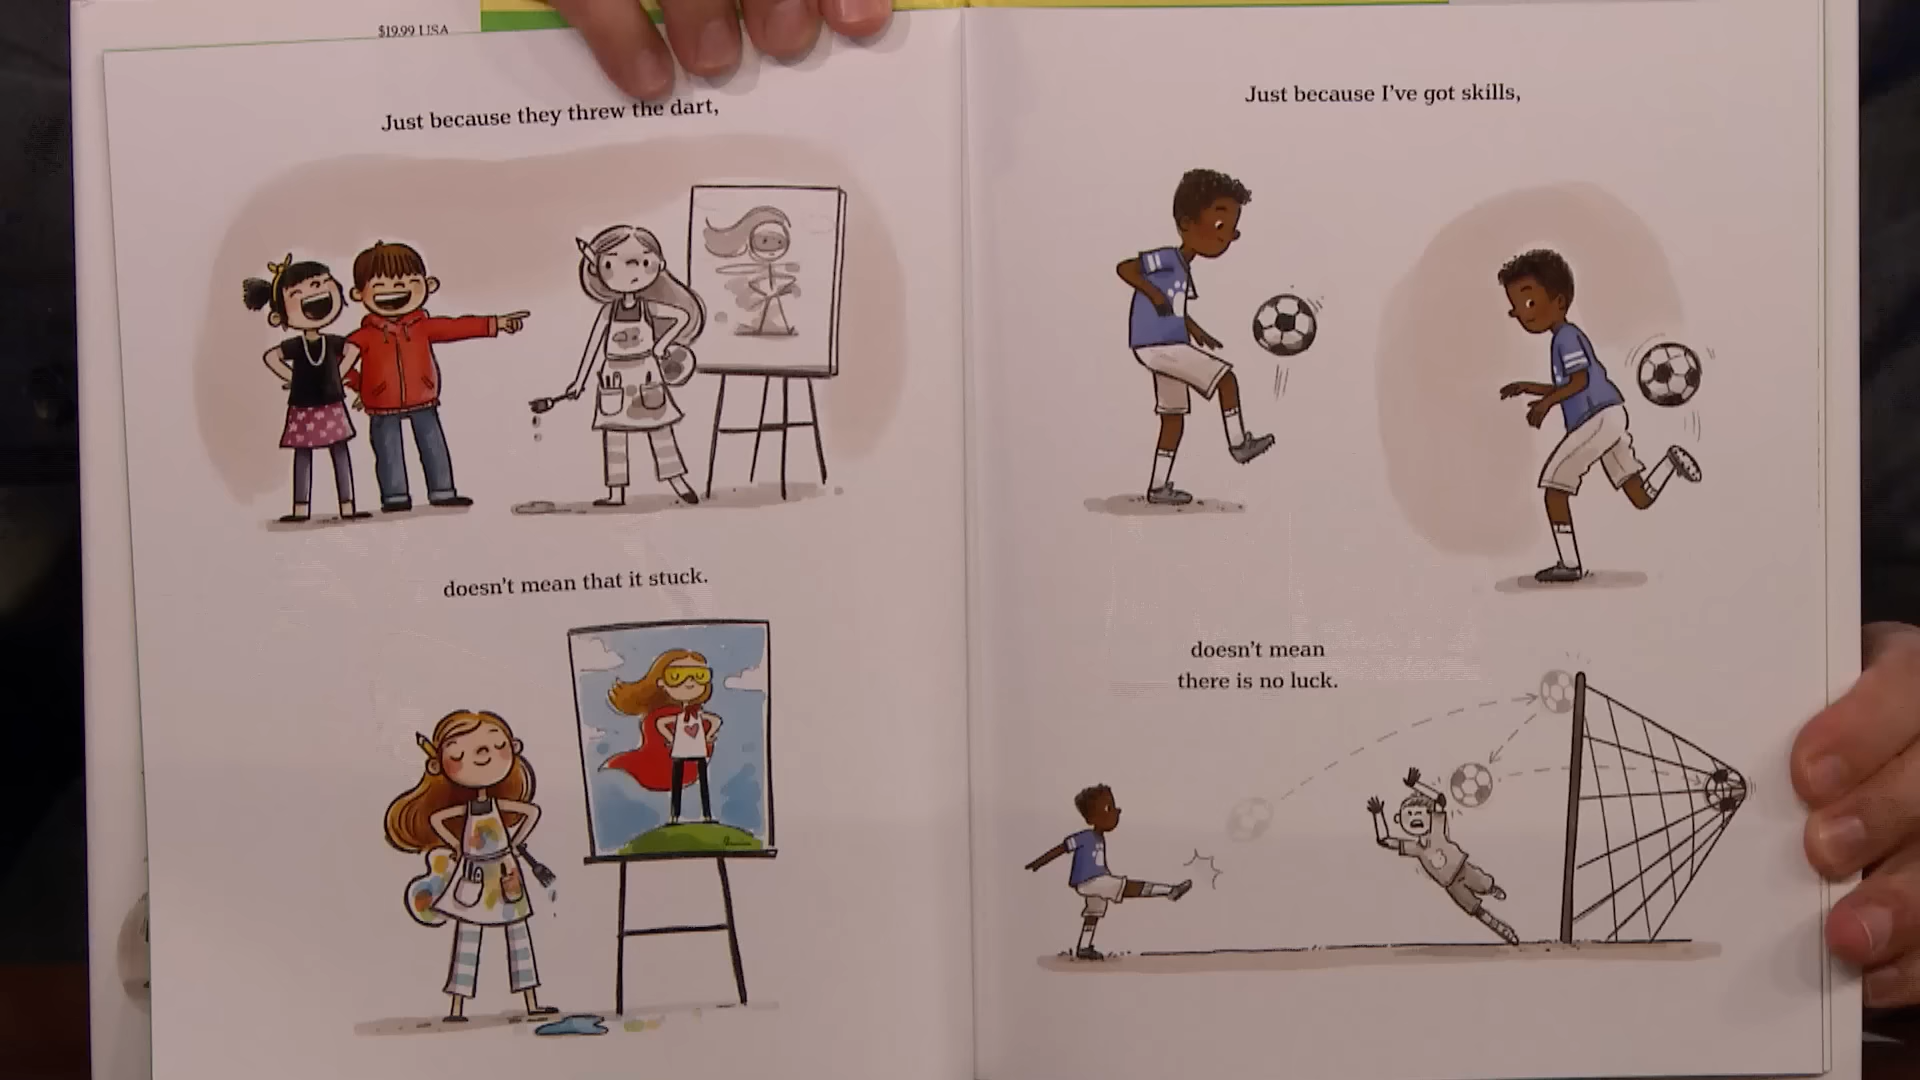 $19.99 USA
Just because they threw the dart,
doesn't mean that it stuck.
Just because I've got skills,
doesn't mean
there is no luck.